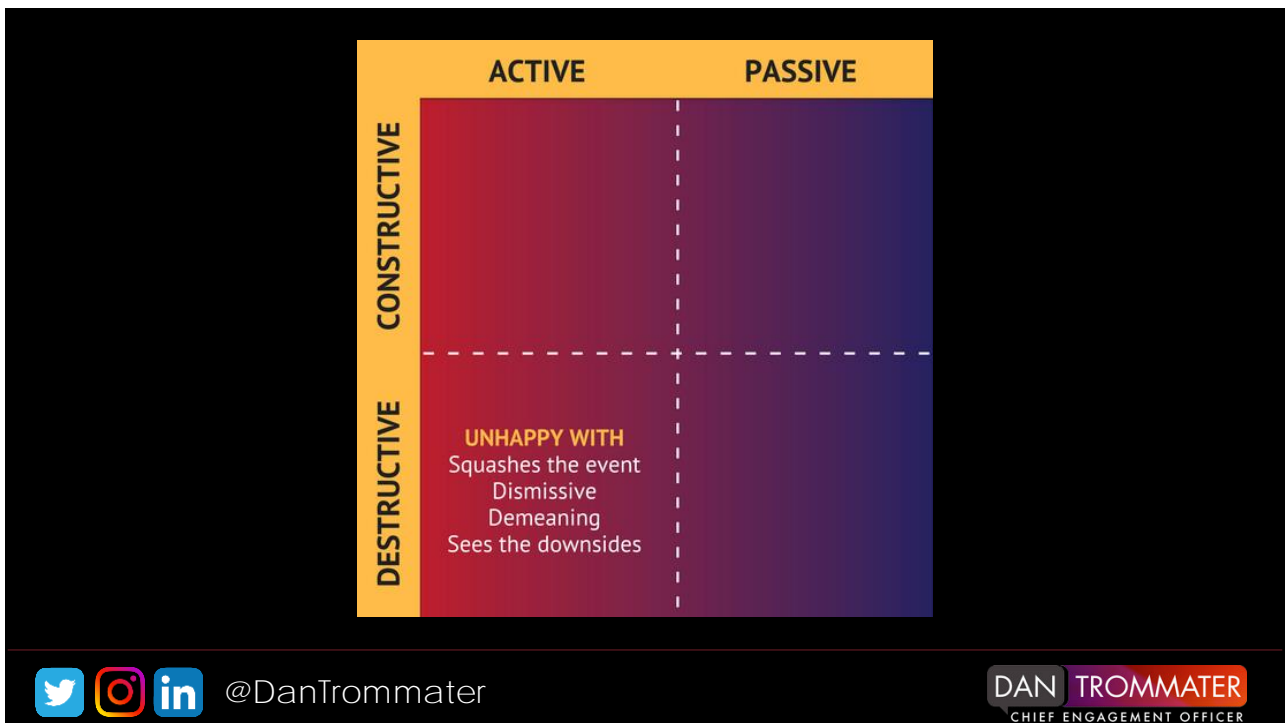 ACTIVE PASSIVE
CONSTRUCTIVE
DESTRUCTIVE
UNHAPPY WITH
Squashes the event
Dismissive
Demeaning
Sees the downsides
in @DanTrommater
DAN TROMMATER
CHIEF ENGAGEMENT OFFICER